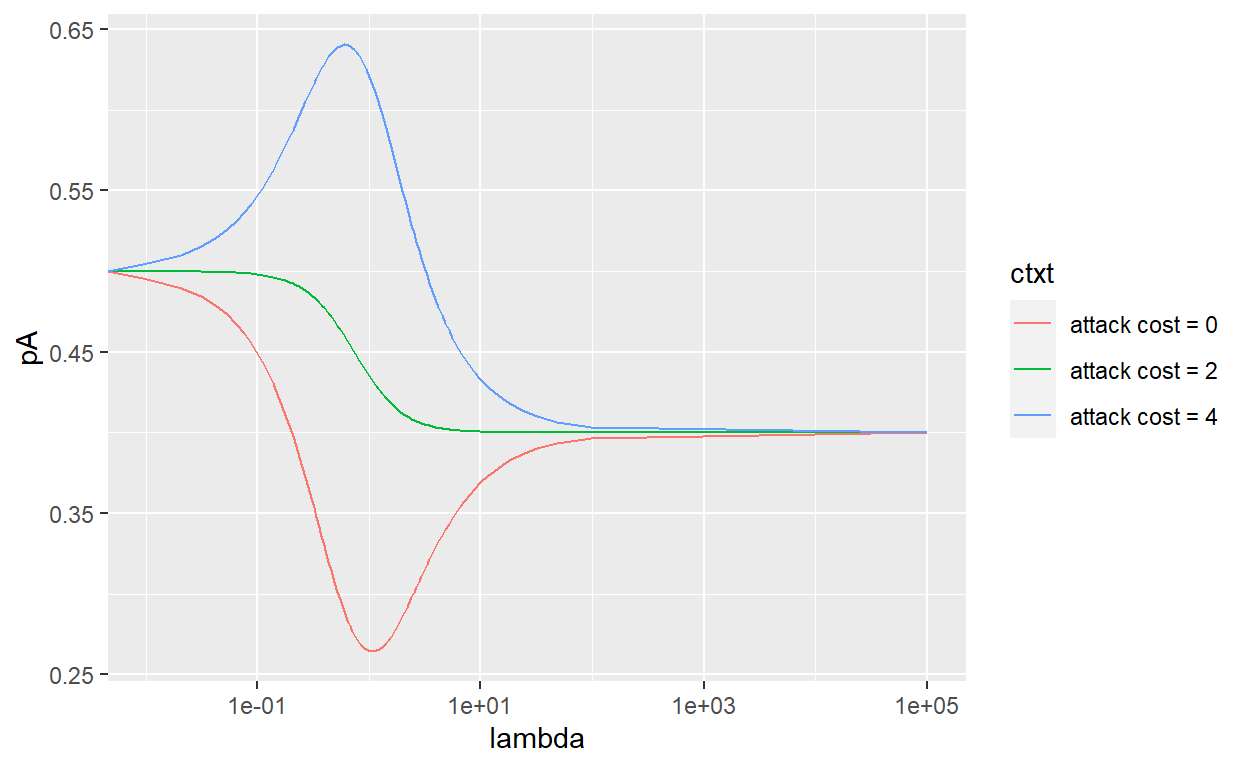 0.65
0.55
0.45
0.35
0.25
pA
1e-01
1e+01
1e+03
1e+05
lambda
ctxt
attack cost = 0
attack cost = 2
attack cost = 4